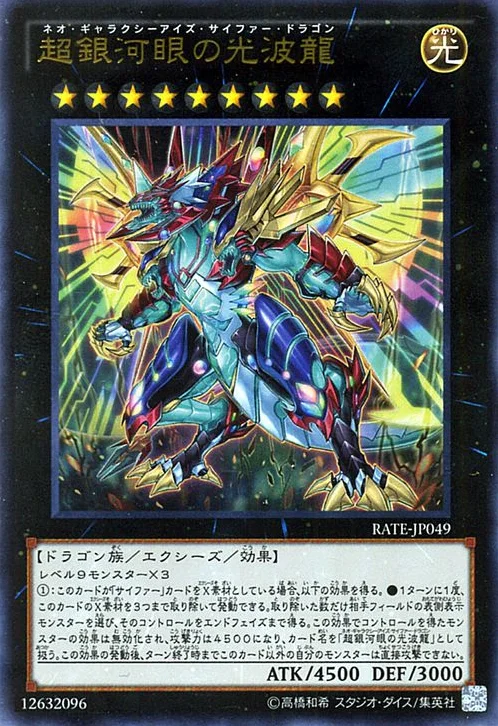 ネオ・ギャラクシーアイズ・サイファー・ドラゴン
超銀河眼の光波龍
ひかり
光
RATE-JP049
【ドラゴン族／エクシーズ／効果】
レベル９モンスター×３
①：このカードが「サイファー」カードをX素材としている場合、以下の効果を得る。●１ターンに１度、
このカードのX素材を３つまで取り除いて発動できる。取り除いた数だけ相手フィールドの表側表示
モンスターを選び、そのコントロールをエンドフェイズまで得る。この効果でコントロールを得たモン
スターの効果は無効化され、攻撃力は４５００になり、カード名を「超銀河眼の光波龍」として
扱う。この効果の発動後、ターン終了時までこのカード以外の自分のモンスターは直接攻撃できない。
ATK/4500 DEF/3000
12632096
©高橋和希 スタジオ・ダイス/集英社